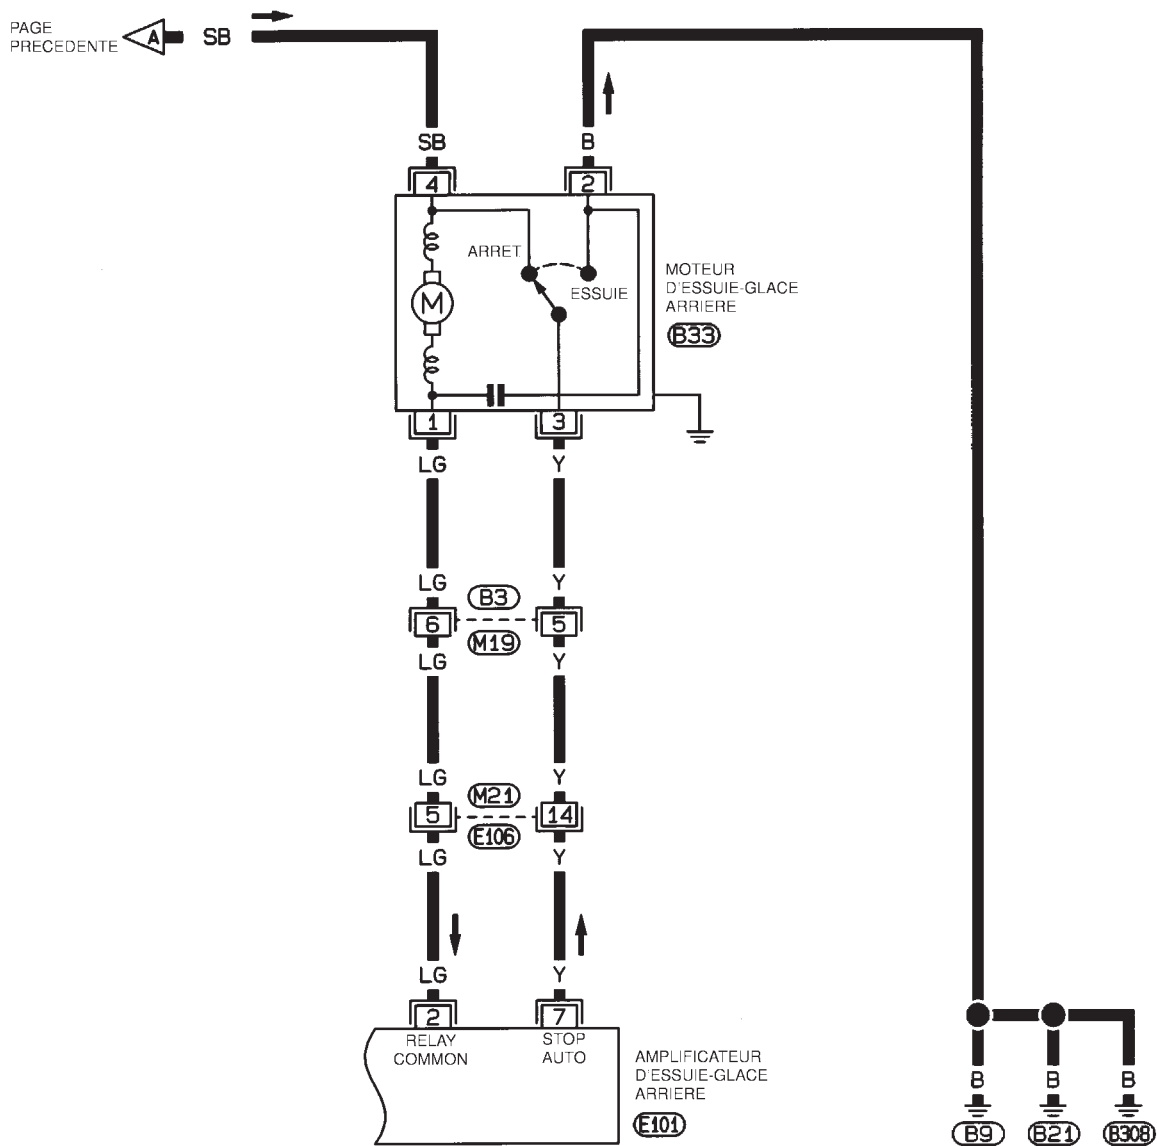 PAGE
PRECEDENTE
A
SB
SB
B
4
2
ARRET
ESSUIE
M
MOTEUR
D'ESSUIE-GLACE
ARRIERE
B33
1
3
LG
Y
LG
Y
B3
6
5
M19
LG
Y
LG
Y
M21
5
14
E106
LG
Y
LG
Y
2
7
RELAY
COMMON
STOP
AUTO
AMPLIFICATEUR
D'ESSUIE-GLACE
ARRIERE
E101
B
B
B
B9
B21
B308